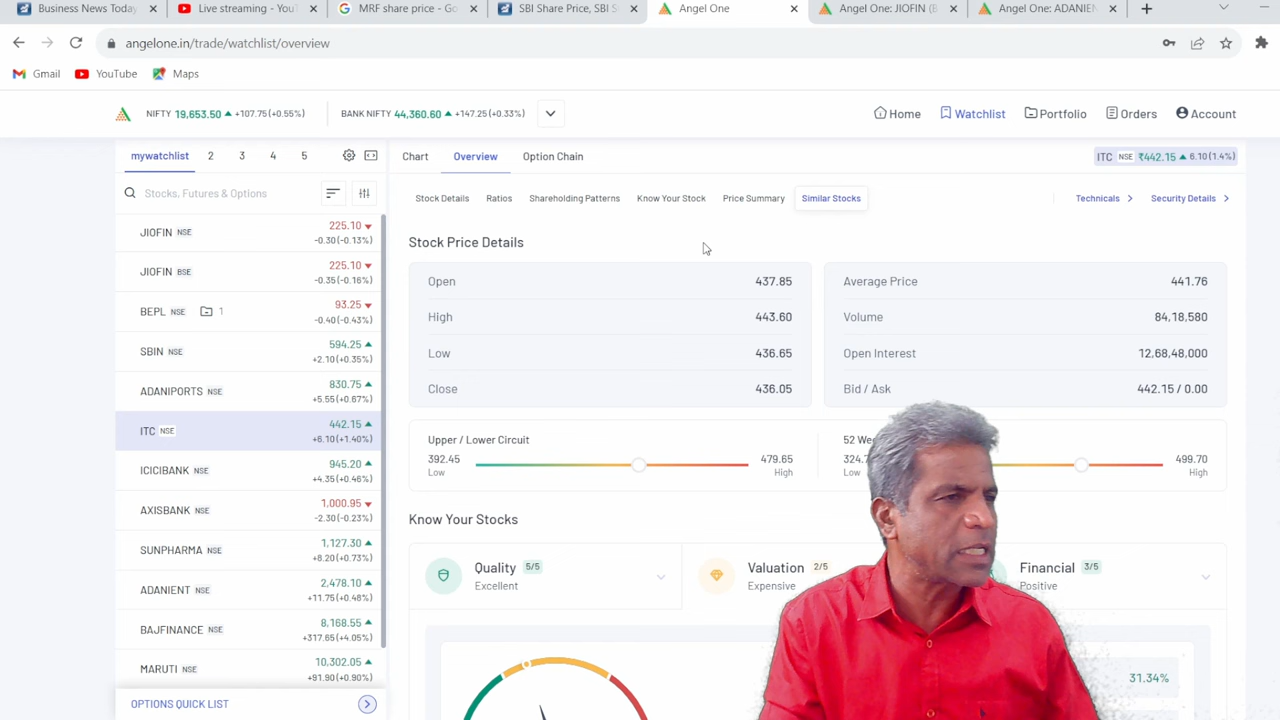 Business News Today
Live streaming - YouT
MRF share price - Go
SBI Share Price, SBI S
Angel One
Angel One: JIOFIN (B
Angel One: ADANIEN
angelone.in/trade/watchlist/overview
Gmail
YouTube
Maps
NIFTY 19,653.50 +107.75 (+0.55%)
BANK NIFTY 44,360.60 +147.25 (+0.33%)
Home
Watchlist
Portfolio
Orders
Account
mywatchlist 2 3 4 5
Chart
Overview
Option Chain
ITC NSE ₹442.15 6.10 (1.4%)
Stocks, Futures & Options
Stock Details
Ratios
Shareholding Patterns
Know Your Stock
Price Summary
Similar Stocks
Technicals
Security Details
JIOFIN NSE 225.10
-0.30 (-0.13%)
JIOFIN BSE 225.10
-0.35 (-0.16%)
BEPL NSE 1 93.25
-0.40 (-0.43%)
SBIN NSE 594.25
+2.10 (+0.35%)
ADANIPORTS NSE 830.75
+5.55 (+0.67%)
ITC NSE 442.15
+6.10 (+1.40%)
ICICIBANK NSE 945.20
+4.35 (+0.46%)
AXISBANK NSE 1,000.95
-2.30 (-0.23%)
SUNPHARMA NSE 1,127.30
+8.20 (+0.73%)
ADANIENT NSE 2,478.10
+11.75 (+0.48%)
BAJFINANCE NSE 8,168.55
+317.65 (+4.05%)
MARUTI NSE 10,302.05
+91.90 (+0.90%)
OPTIONS QUICK LIST
Stock Price Details
Open 437.85
High 443.60
Low 436.65
Close 436.05
Average Price 441.76
Volume 84,18,580
Open Interest 12,68,48,000
Bid / Ask 442.15 / 0.00
Upper / Lower Circuit
392.45 479.65
Low High
52 We
324.7 499.70
Low High
Know Your Stocks
Quality 5/5
Excellent
Valuation 2/5
Expensive
Financial 3/5
Positive
31.34%